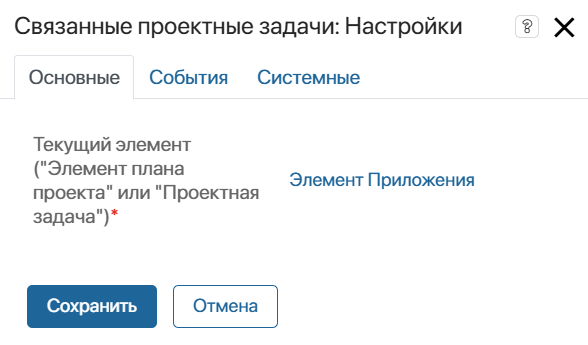 Связанные проектные задачи: Настройки
?
Основные События Системные
Текущий элемент
("Элемент плана
проекта" или "Проектная
задача")*
Элемент Приложения
Сохранить Отмена